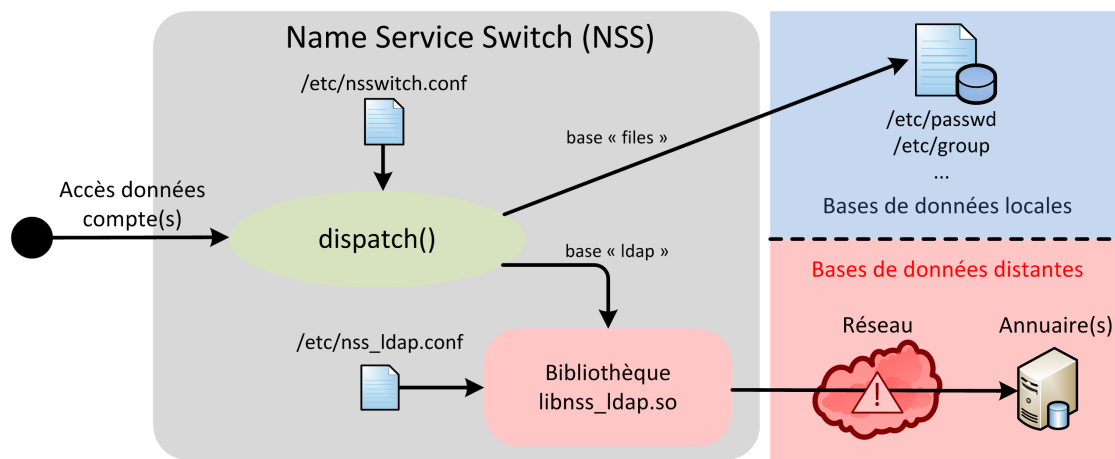 Name Service Switch (NSS)
/etc/nsswitch.conf
base « files »
/etc/passwd
/etc/group
...
Bases de données locales
Accès données
compte(s)
dispatch()
base « ldap »
Bases de données distantes
/etc/nss_ldap.conf
Bibliothèque
libnss_ldap.so
Réseau
!
Annuaire(s)